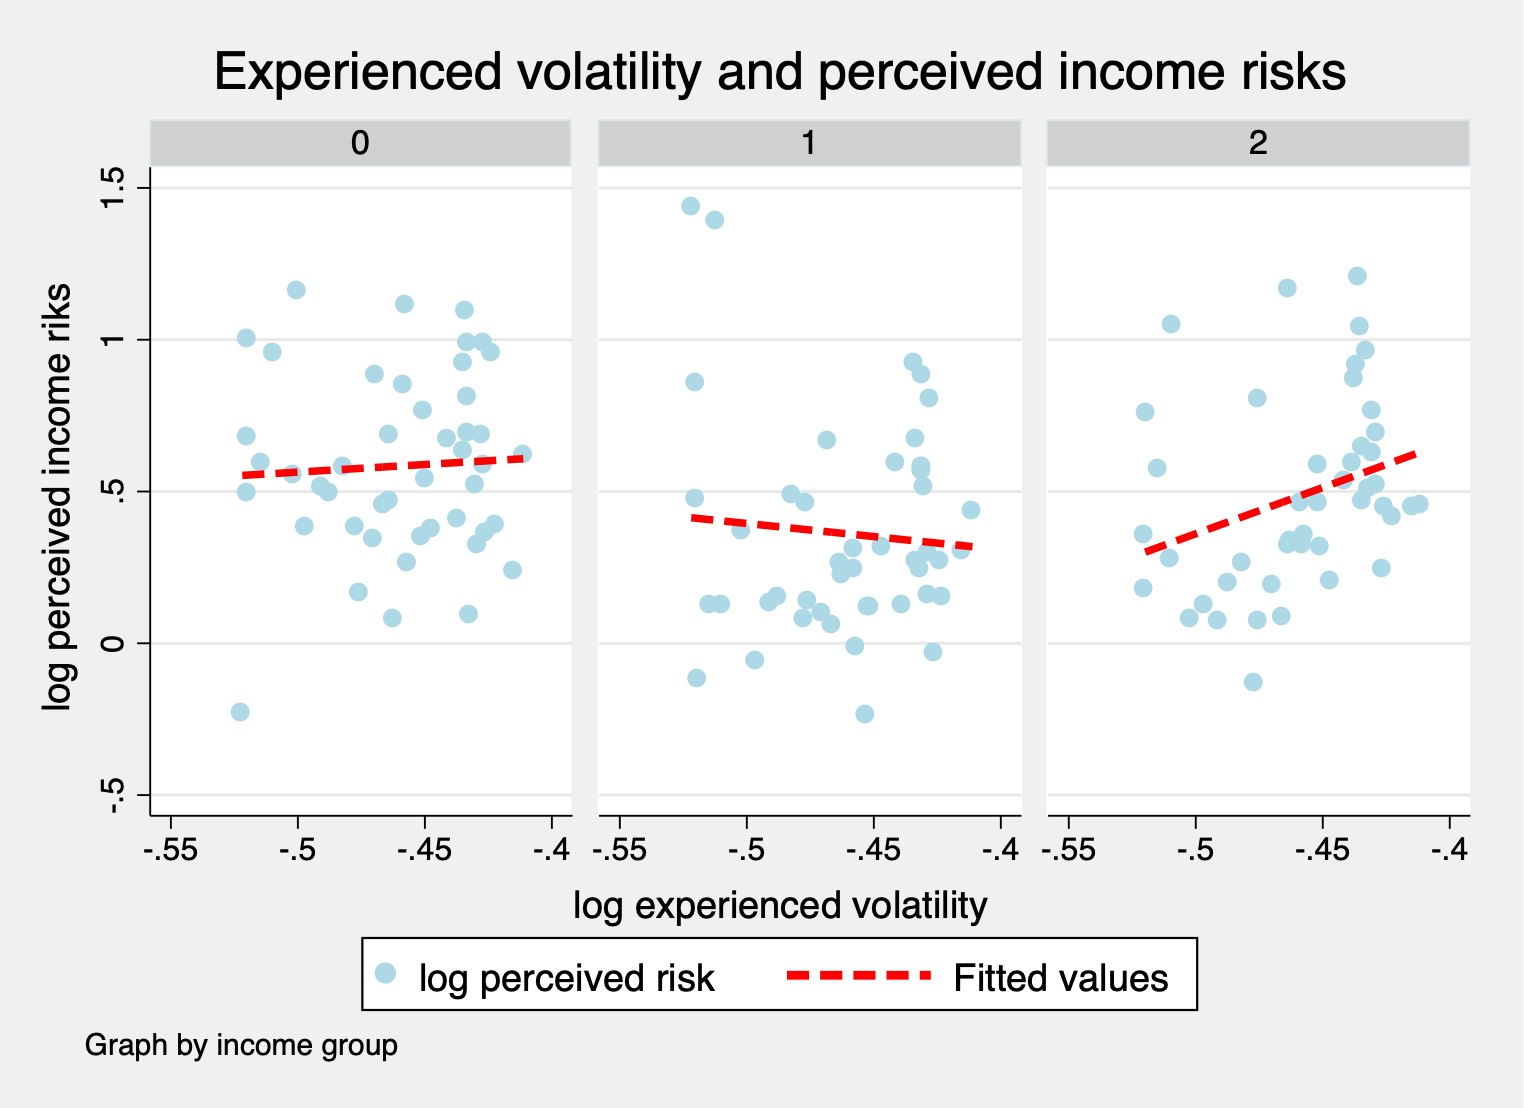 Experienced volatility and perceived income risks
0 1 2
log perceived income riks
1.5
1
.5
0
-.5
-.55 -.5 -.45 -.4 -.55 -.5 -.45 -.4 -.55 -.5 -.45 -.4
log experienced volatility
log perceived risk Fitted values
Graph by income group